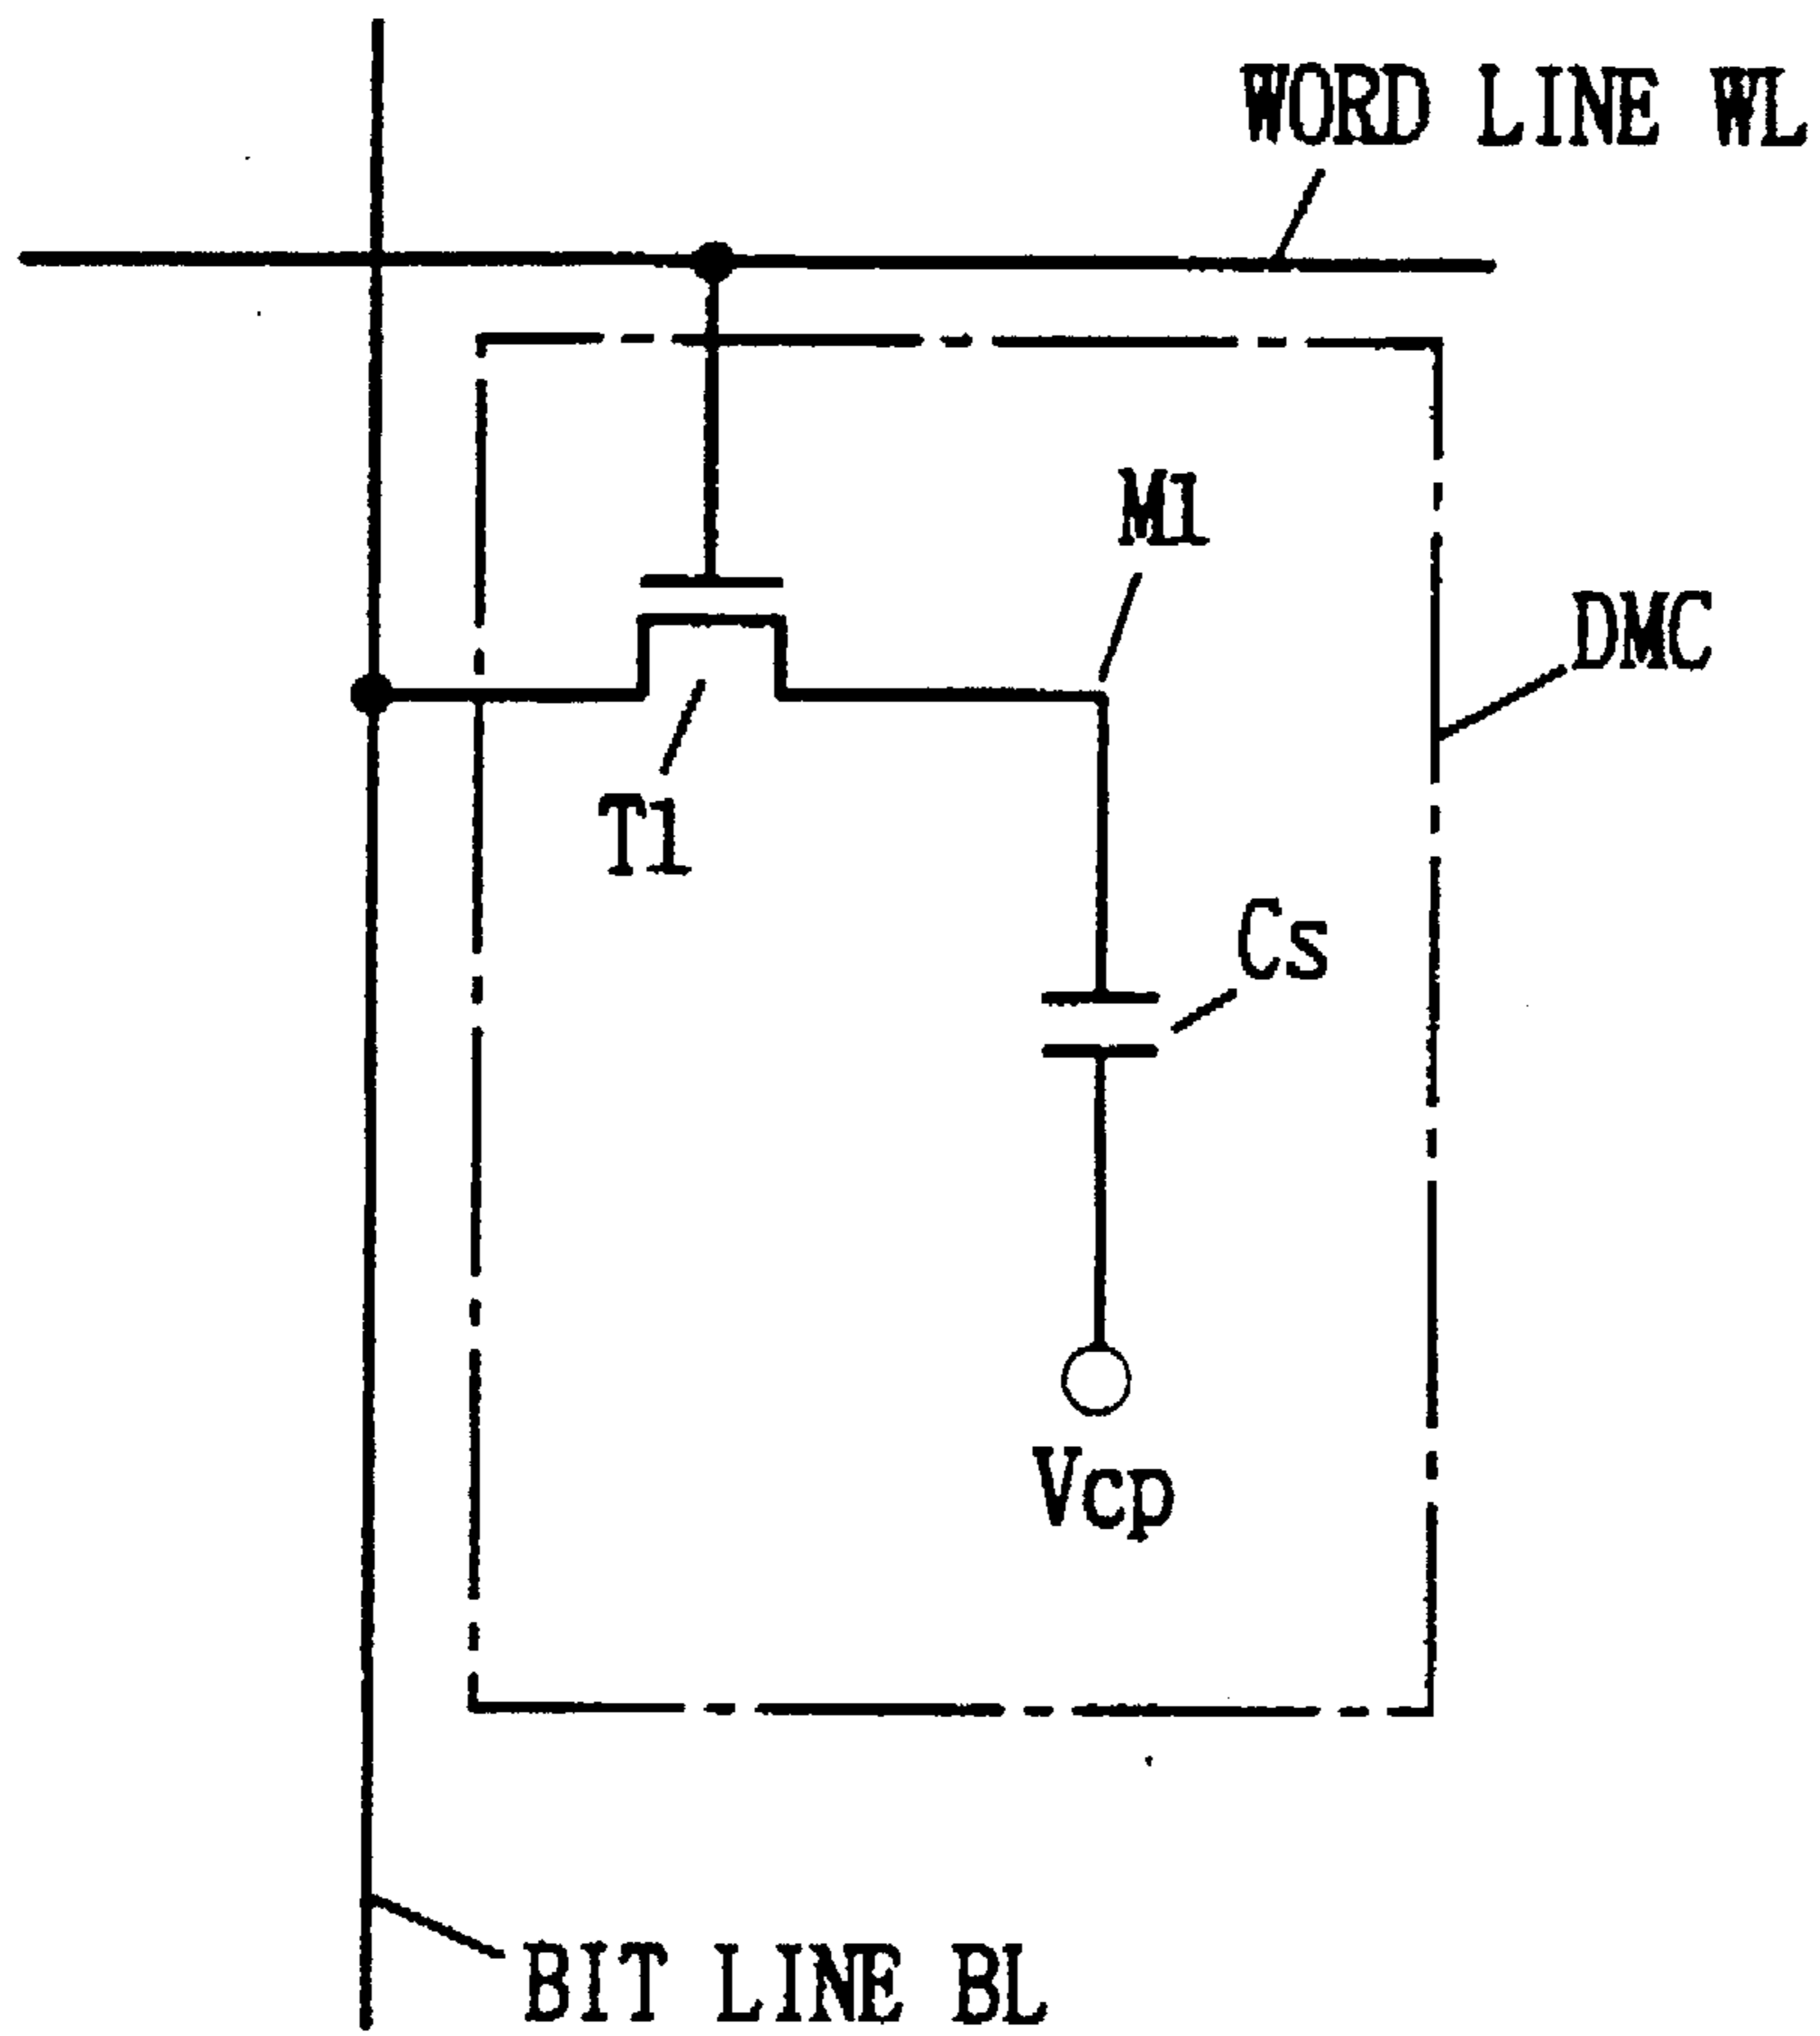 WORD LINE WL
M1
DMC
T1
Cs
Vcp
BIT LINE BL